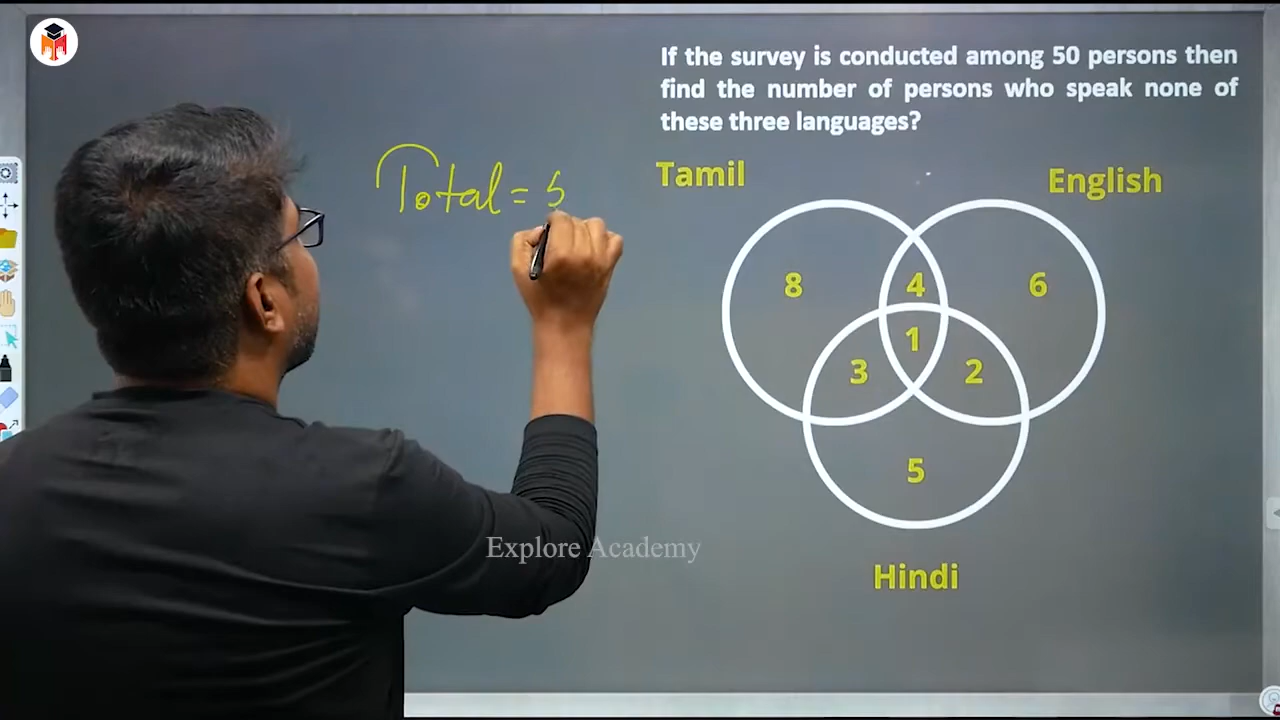 If the survey is conducted among 50 persons then
find the number of persons who speak none of
these three languages?
Total = 5
Tamil
English
8
4
6
1
3
2
5
Explore Academy
Hindi